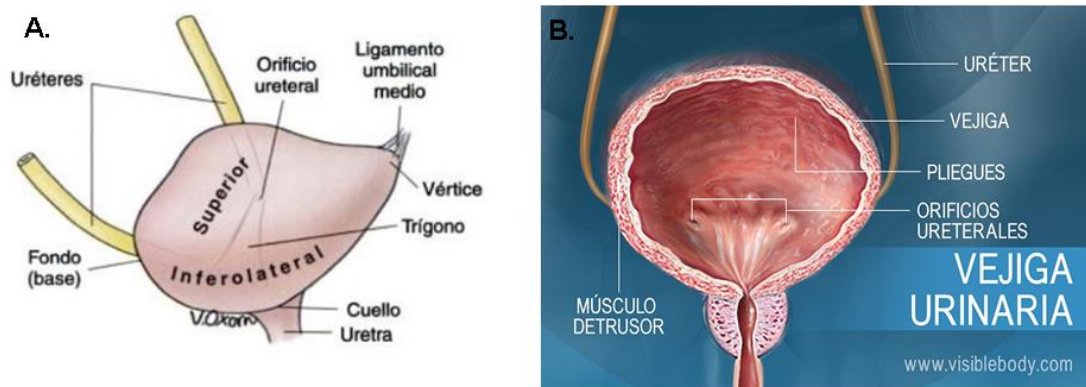 A.
Uréteres
Orificio
ureteral
Ligamento
umbilical
medio
Superior
Vértice
Trígono
Fondo
(base)
Inferolateral
Cuello
Uretra
V.Oxorn
B.
URÉTER
VEJIGA
PLIEGUES
ORIFICIOS
URETERALES
MÚSCULO
DETRUSOR
VEJIGA
URINARIA
www.visiblebody.com